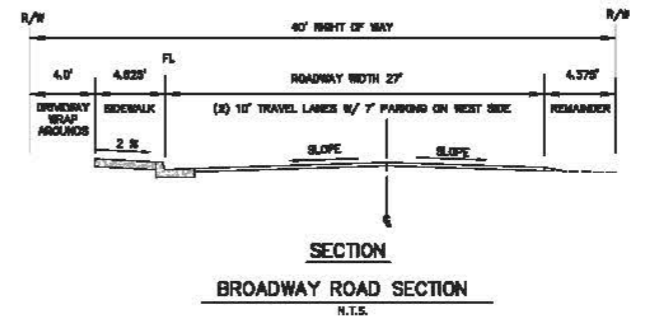 R/W
R/W
40' RIGHT OF WAY
FL
4.0'
4.625'
ROADWAY WIDTH 27'
4.375'
DRIVEWAY
WRAP
AROUNDS
SIDEWALK
(2) 10' TRAVEL LANES W/ 7' PARKING ON WEST SIDE
REMAINDER
2 %
SLOPE
SLOPE
SECTION
BROADWAY ROAD SECTION
N.T.S.